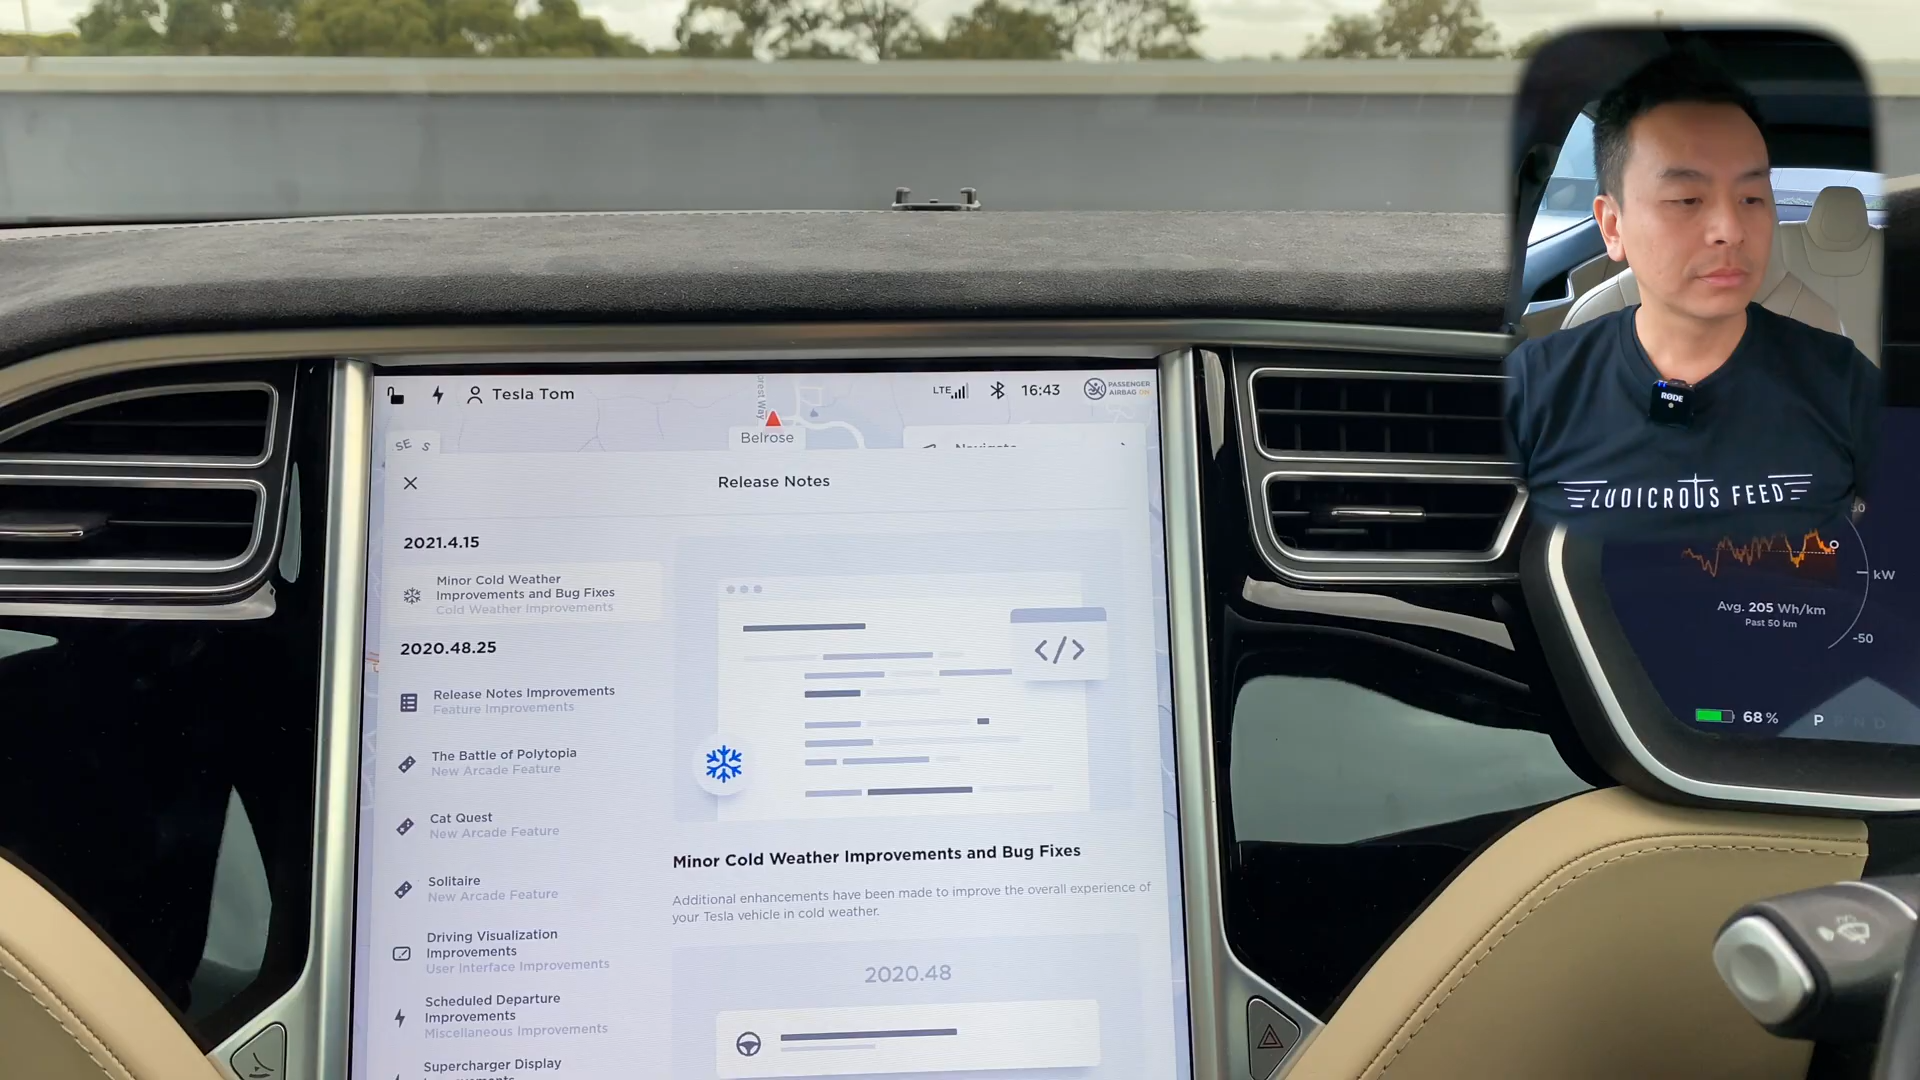 Tesla Tom
LTE
16:43
PASSENGER
AIRBAG ON
SE S
Belrose
Navigate
Release Notes
2021.4.15
Minor Cold Weather
Improvements and Bug Fixes
Cold Weather Improvements
2020.48.25
Release Notes Improvements
Feature Improvements
The Battle of Polytopia
New Arcade Feature
Cat Quest
New Arcade Feature
Solitaire
New Arcade Feature
Driving Visualization
Improvements
User Interface Improvements
Scheduled Departure
Improvements
Miscellaneous Improvements
Supercharger Display
</>
Minor Cold Weather Improvements and Bug Fixes
Additional enhancements have been made to improve the overall experience of
your Tesla vehicle in cold weather.
2020.48
RØDE
LUDICROUS FEED
kW
Avg. 205 Wh/km
Past 50 km
-50
68 %
P R N D